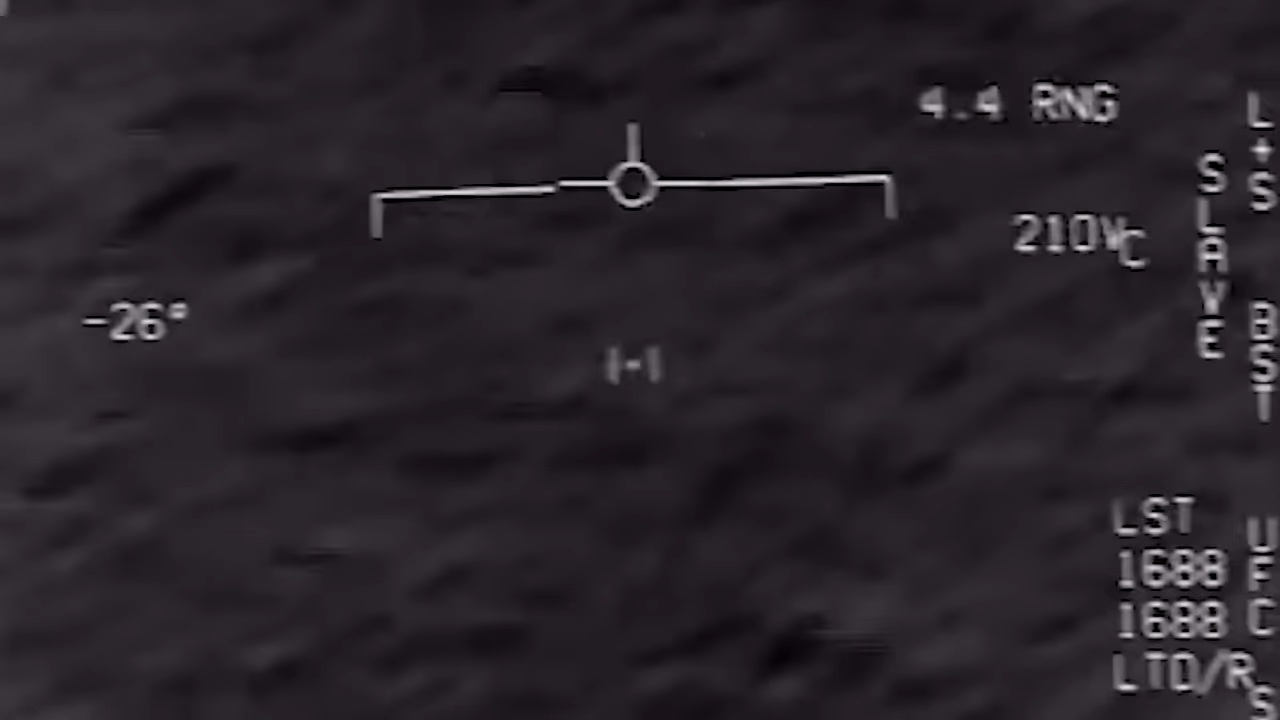 4.4 RNG
210VC
-26°
SLAVE
L+S
BST
LST
1688
1688
LTD/R
UFC
S